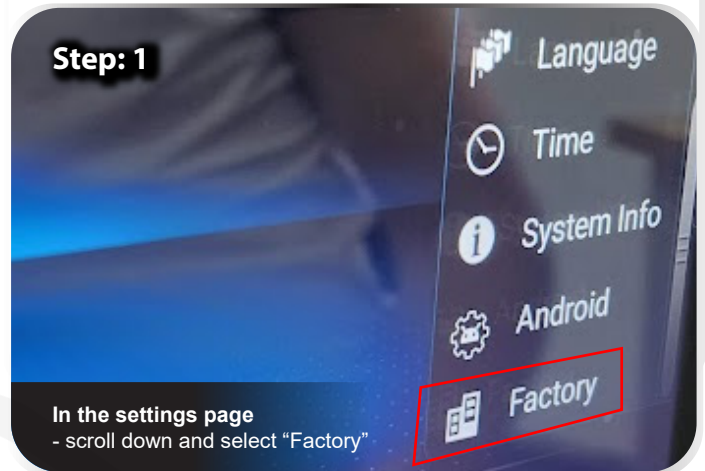 Step: 1
Language
Time
System Info
Android
Factory
In the settings page
- scroll down and select “Factory”